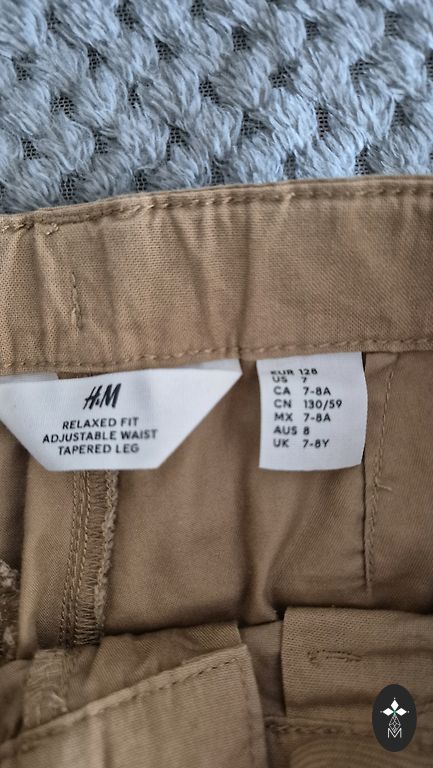 H&M
RELAXED FIT
ADJUSTABLE WAIST
TAPERED LEG
EUR 128
US 7
CA 7-8A
CN 130/59
MX 7-8A
AUS 8
UK 7-8Y